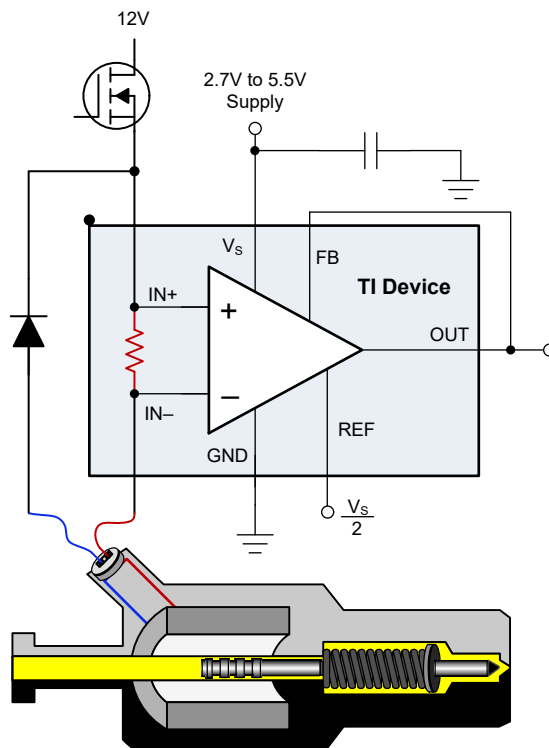 12V
2.7V to 5.5V
Supply
VS
FB
TI Device
IN+
+
OUT
−
IN−
REF
GND
VS
2